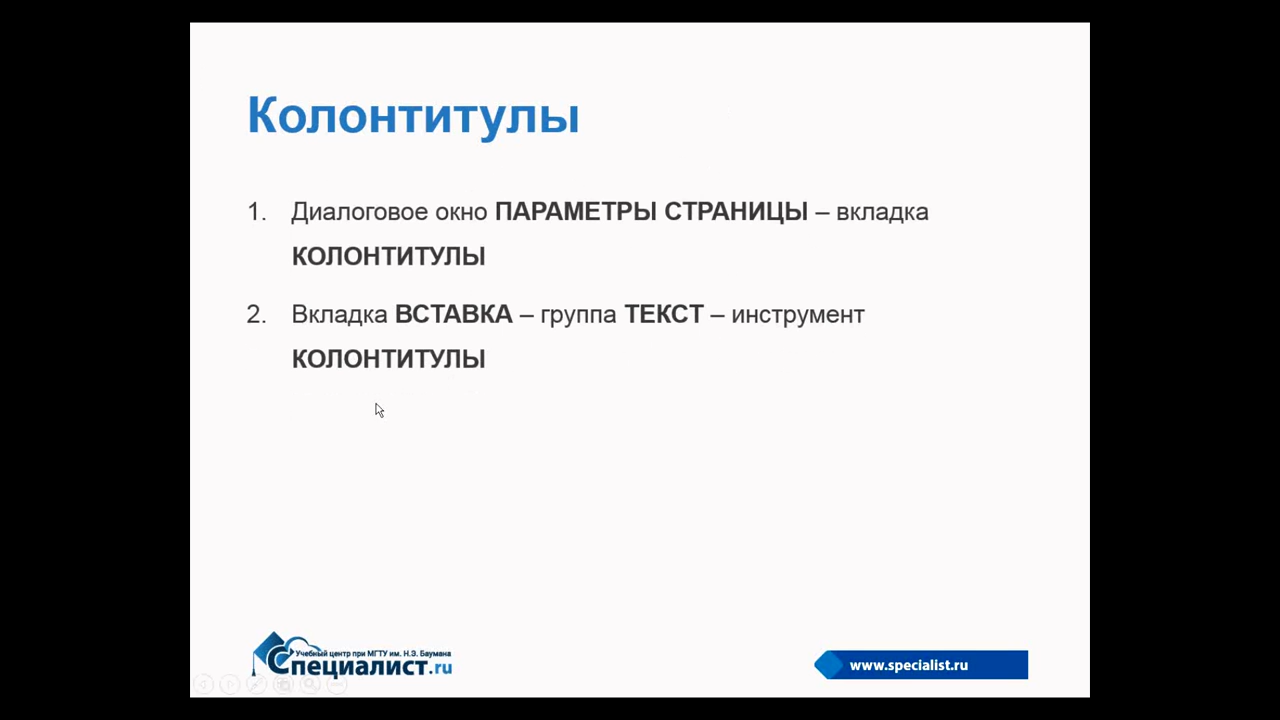 Колонтитулы
1. Диалоговое окно ПАРАМЕТРЫ СТРАНИЦЫ – вкладка
КОЛОНТИТУЛЫ
2. Вкладка ВСТАВКА – группа ТЕКСТ – инструмент
КОЛОНТИТУЛЫ
Учебный центр при МГТУ им. Н.Э. Баумана
Специалист.ru
www.specialist.ru